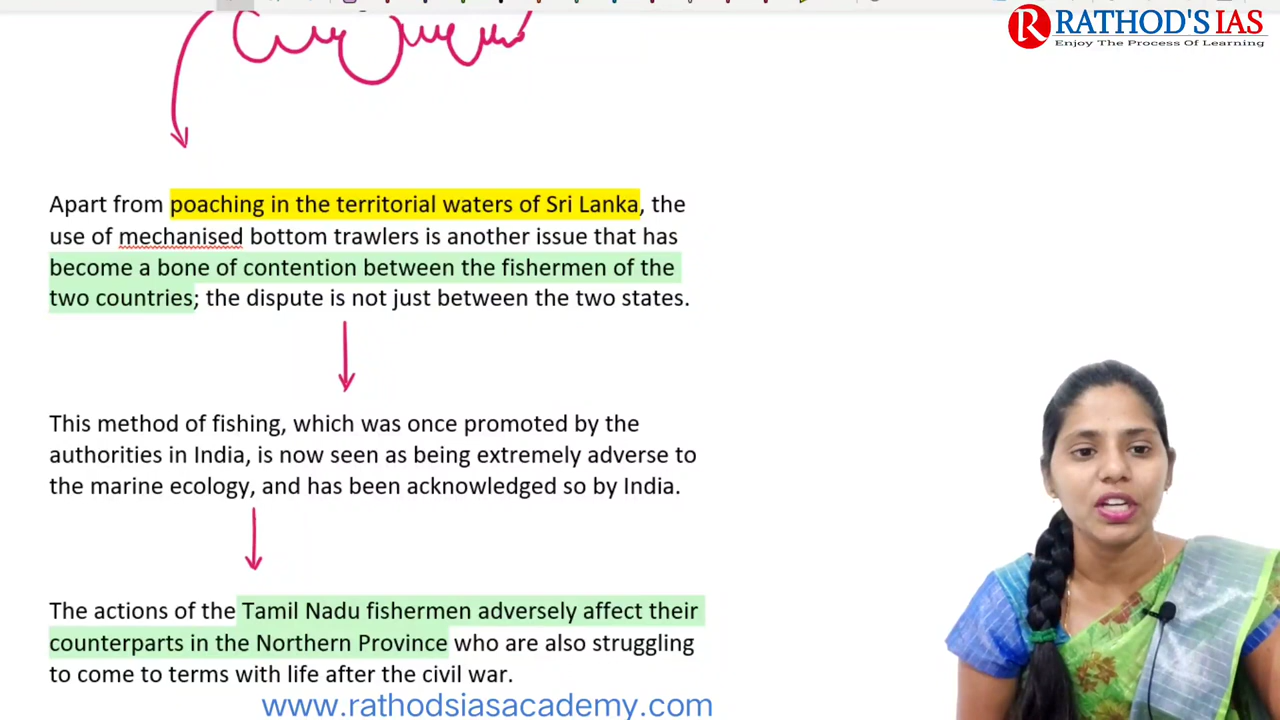 RATHOD'S IAS
Enjoy The Process Of Learning
Apart from poaching in the territorial waters of Sri Lanka, the
use of mechanised bottom trawlers is another issue that has
become a bone of contention between the fishermen of the
two countries; the dispute is not just between the two states.
This method of fishing, which was once promoted by the
authorities in India, is now seen as being extremely adverse to
the marine ecology, and has been acknowledged so by India.
The actions of the Tamil Nadu fishermen adversely affect their
counterparts in the Northern Province who are also struggling
to come to terms with life after the civil war.
www.rathodsiasacademy.com